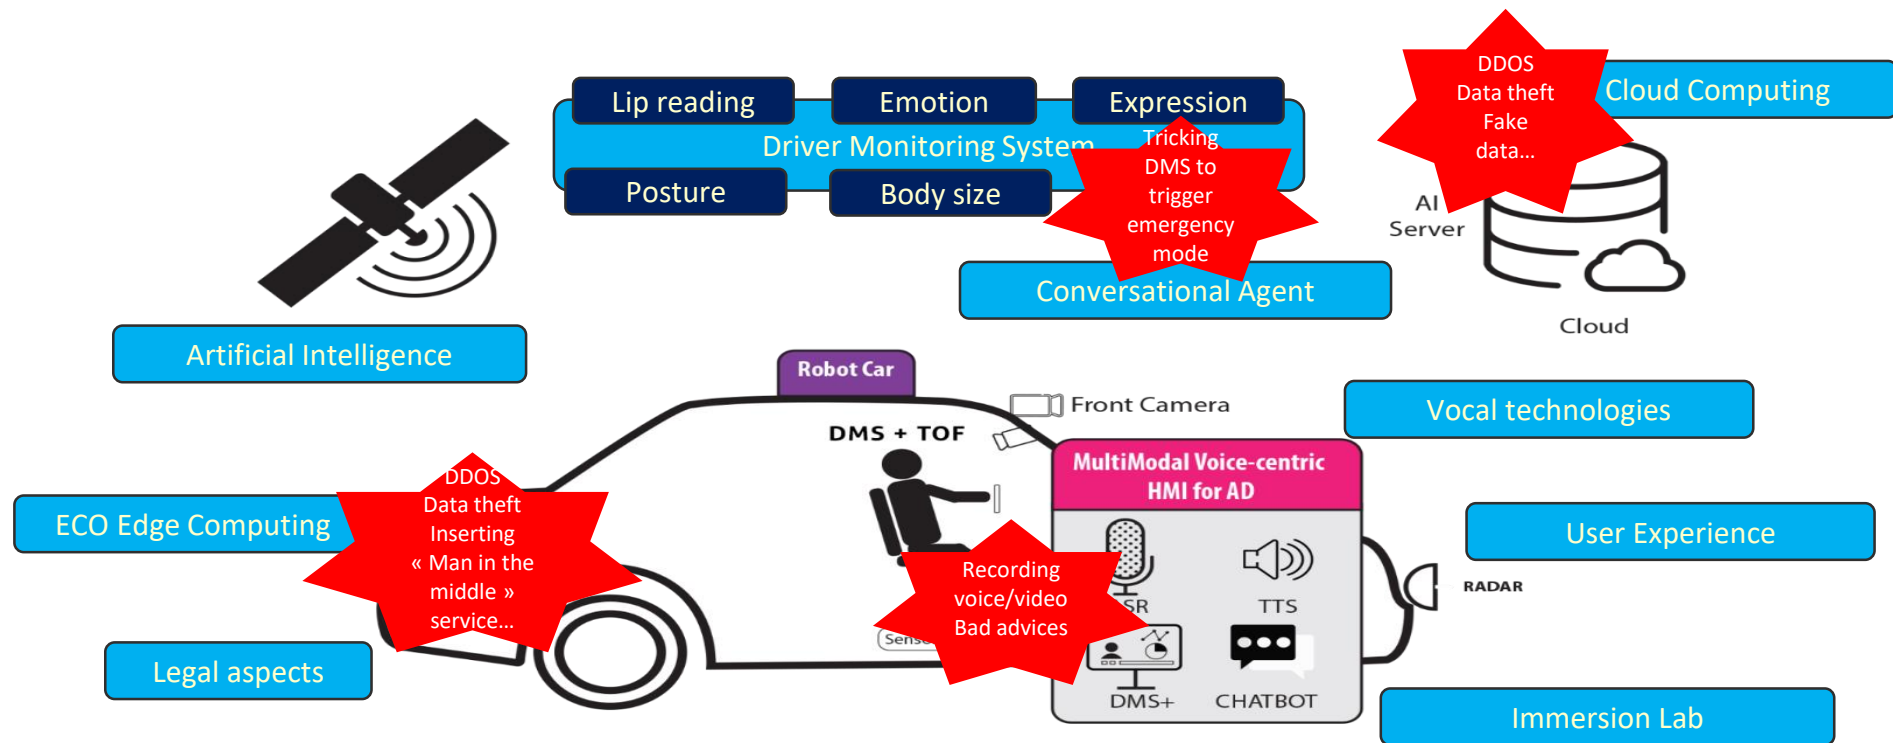 DDOS
Data theft
Fake
data...
Cloud Computing
Lip reading
Emotion
Expression
Driver Monitoring System
Posture
Body size
Tricking
DMS to
trigger
emergency
mode
AI
Server
Conversational Agent
Cloud
Artificial Intelligence
Robot Car
Front Camera
Vocal technologies
DMS + TOF
MultiModal Voice-centric
HMI for AD
DDOS
Data theft
Inserting
« Man in the
middle »
service...
ECO Edge Computing
User Experience
Recording
voice/video
Bad advices
SR
TTS
RADAR
Sens
Legal aspects
DMS+
CHATBOT
Immersion Lab